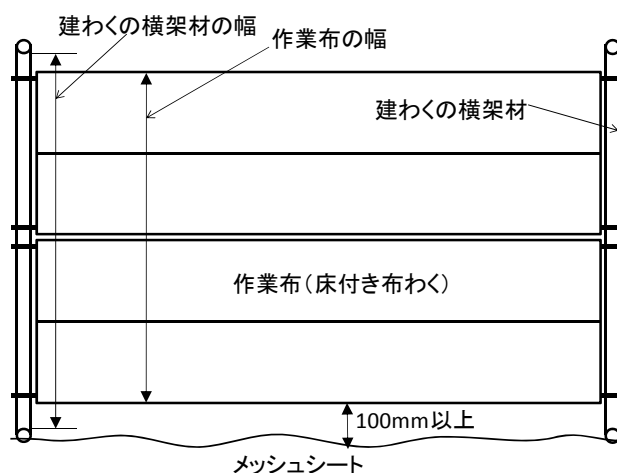 建わくの横架材の幅
作業布の幅
建わくの横架材
作業布(床付き布わく)
100mm以上
メッシュシート